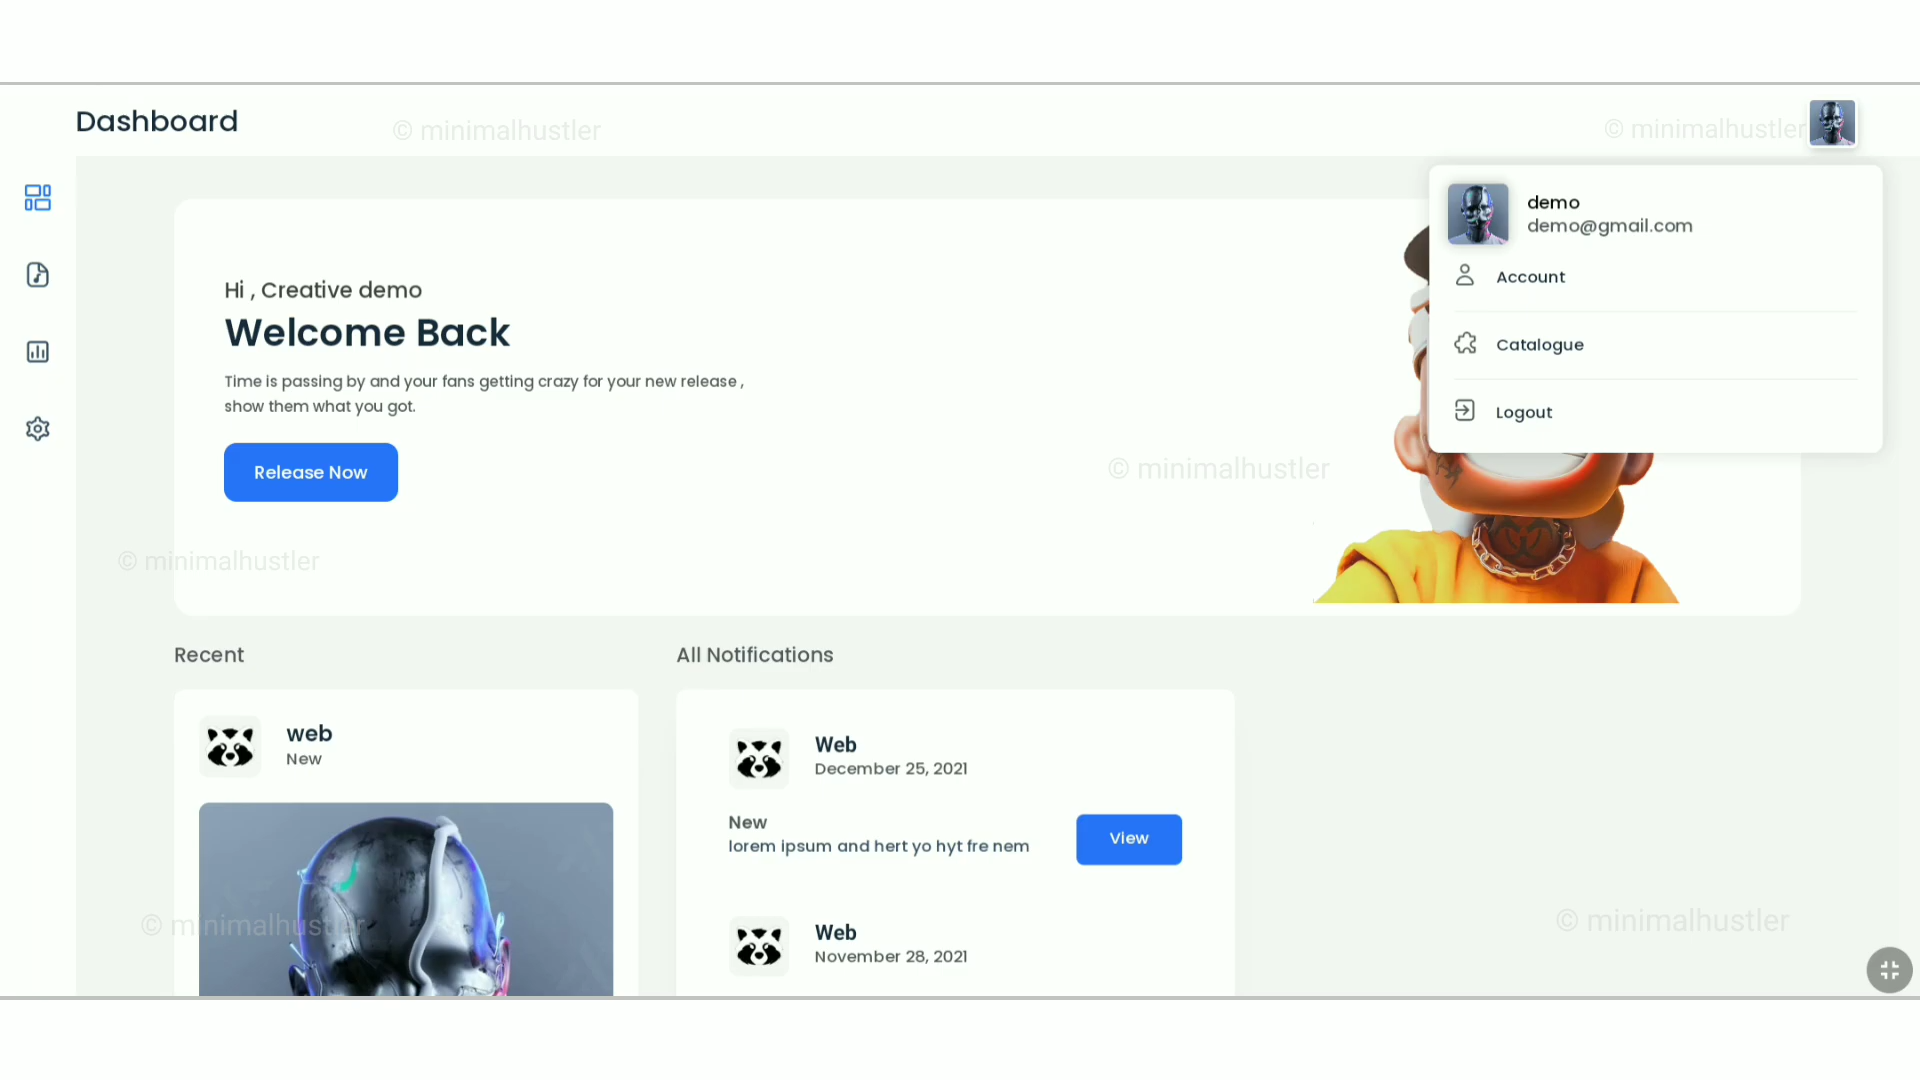 Dashboard
© minimalhustler
© minimalhustler
demo
demo@gmail.com
Account
Catalogue
Logout
Hi , Creative demo
Welcome Back
Time is passing by and your fans getting crazy for your new release ,
show them what you got.
Release Now
© minimalhustler
© minimalhustler
Recent
web
New
© minimalhustler
All Notifications
Web
December 25, 2021
New
lorem ipsum and hert yo hyt fre nem
View
Web
November 28, 2021
© minimalhustler